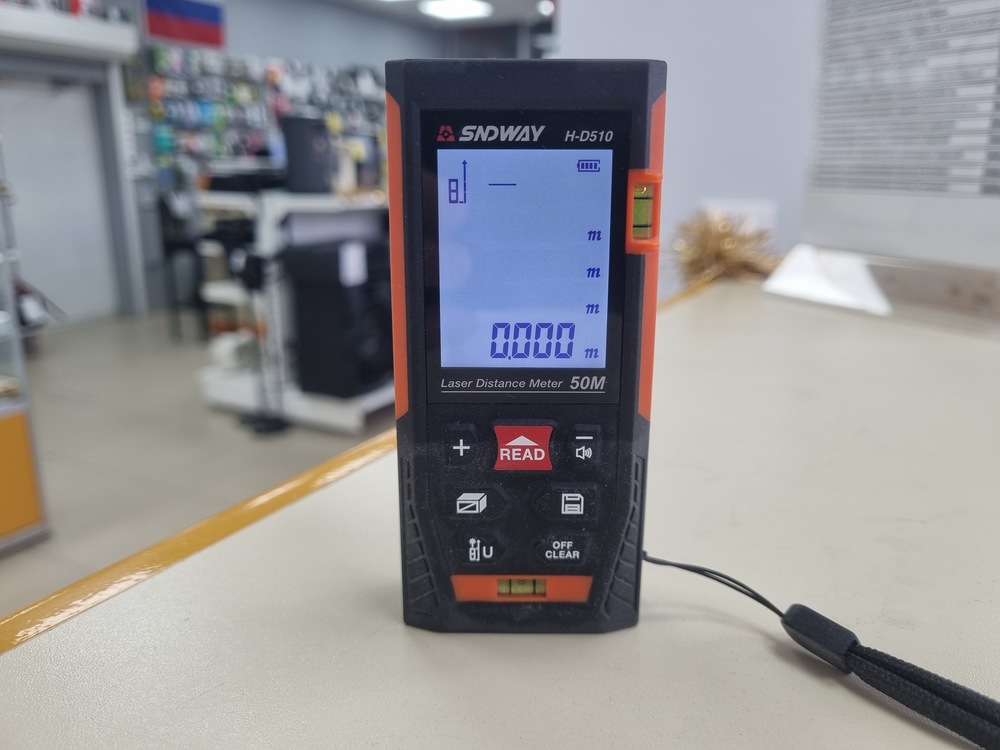 SNDWAY H-D510
m
m
m
0.000 m
Laser Distance Meter 50M
+ READ −
U OFF
CLEAR